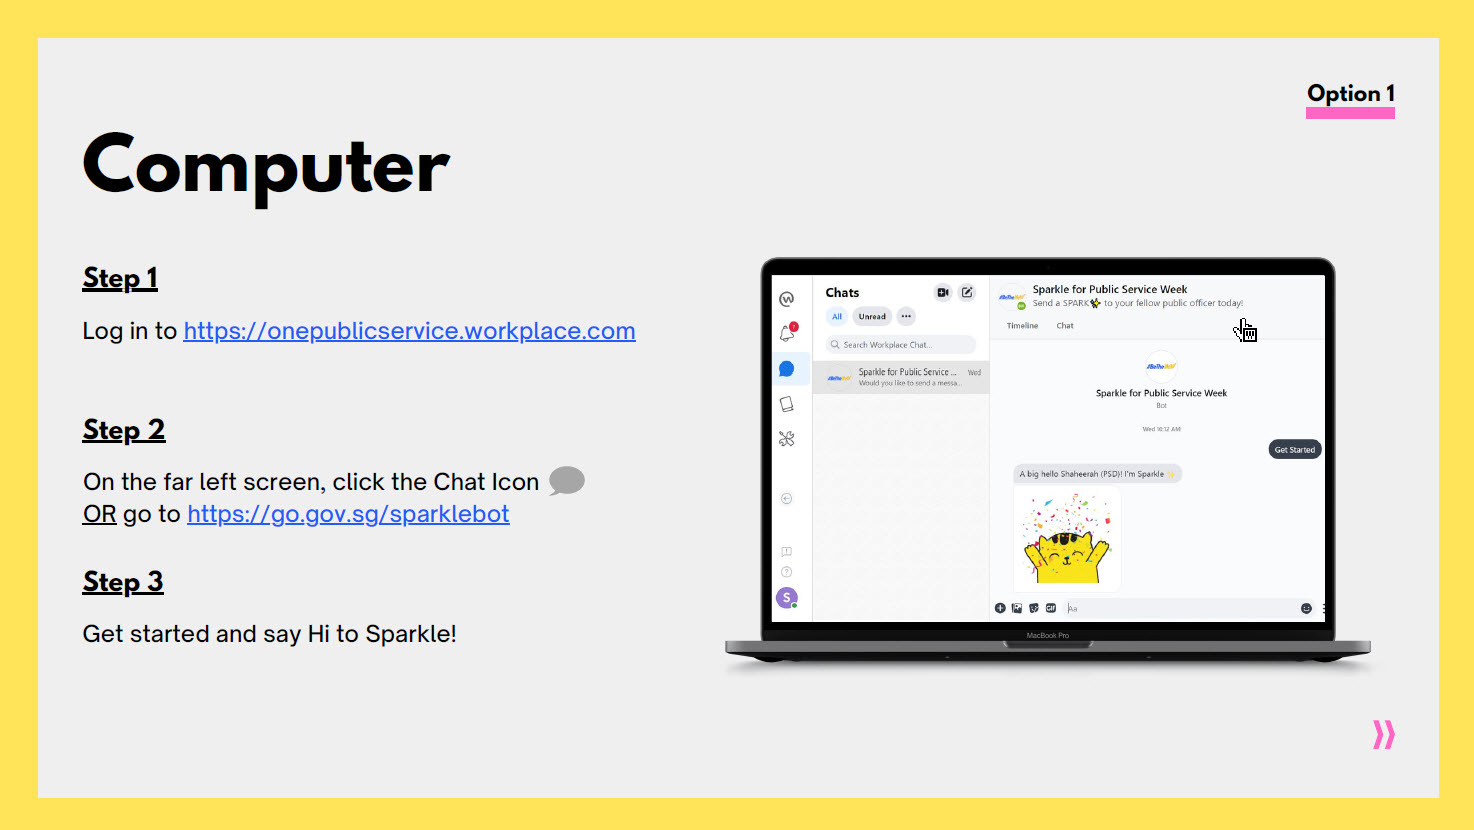 Option 1
Computer
Step 1
Log in to https://onepublicservice.workplace.com
Step 2
On the far left screen, click the Chat Icon
OR go to https://go.gov.sg/sparklebot
Step 3
Get started and say Hi to Sparkle!
Chats
All
Unread
Search Workplace Chat...
Sparkle for Public Service ...
Wed
Would you like to send a messa...
S
Sparkle for Public Service Week
Send a SPARK to your fellow public officer today!
Timeline
Chat
Sparkle for Public Service Week
Bot
Wed 10:12 AM
Get Started
A big hello Shaheerah (PSD)! I'm Sparkle
GIF
Aa
MacBook Pro